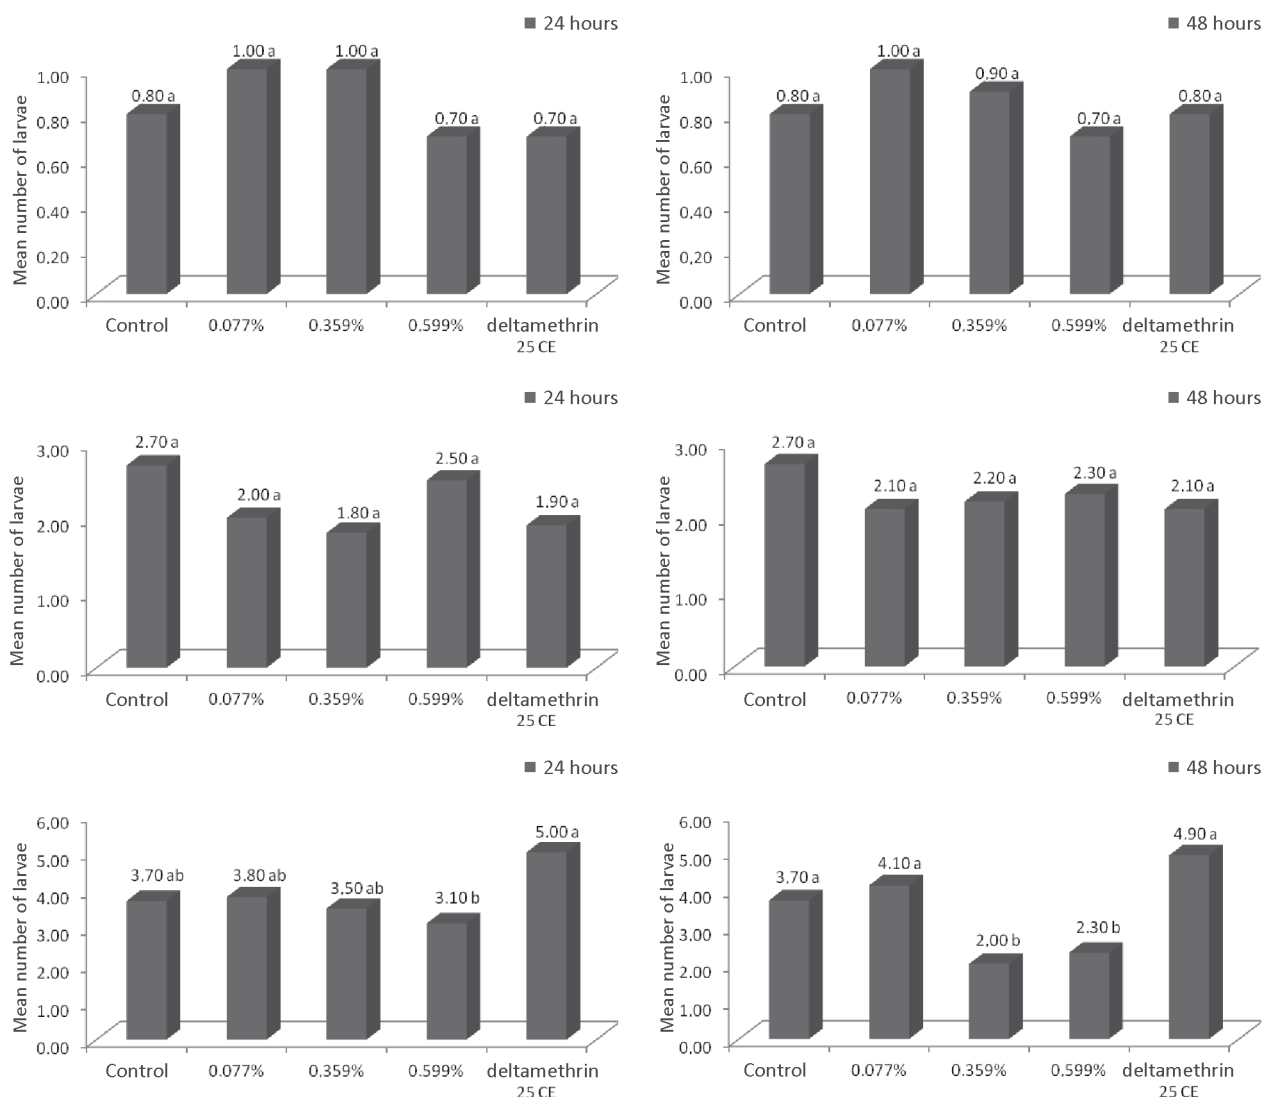 24 hours
Mean number of larvae
1.00
0.80
0.60
0.40
0.20
0.00
0.80 a
1.00 a
1.00 a
0.70 a
0.70 a
Control 0.077% 0.359% 0.599% deltamethrin
25 CE
48 hours
Mean number of larvae
1.00
0.80
0.60
0.40
0.20
0.00
0.80 a
1.00 a
0.90 a
0.70 a
0.80 a
Control 0.077% 0.359% 0.599% deltamethrin
25 CE
24 hours
Mean number of larvae
3.00
2.00
1.00
0.00
2.70 a
2.00 a
1.80 a
2.50 a
1.90 a
Control 0.077% 0.359% 0.599% deltamethrin
25 CE
48 hours
Mean number of larvae
3.00
2.00
1.00
0.00
2.70 a
2.10 a
2.20 a
2.30 a
2.10 a
Control 0.077% 0.359% 0.599% deltamethrin
25 CE
24 hours
Mean number of larvae
6.00
5.00
4.00
3.00
2.00
1.00
0.00
3.70 ab
3.80 ab
3.50 ab
3.10 b
5.00 a
Control 0.077% 0.359% 0.599% deltamethrin
25 CE
48 hours
Mean number of larvae
6.00
5.00
4.00
3.00
2.00
1.00
0.00
3.70 a
4.10 a
2.00 b
2.30 b
4.90 a
Control 0.077% 0.359% 0.599% deltamethrin
25 CE